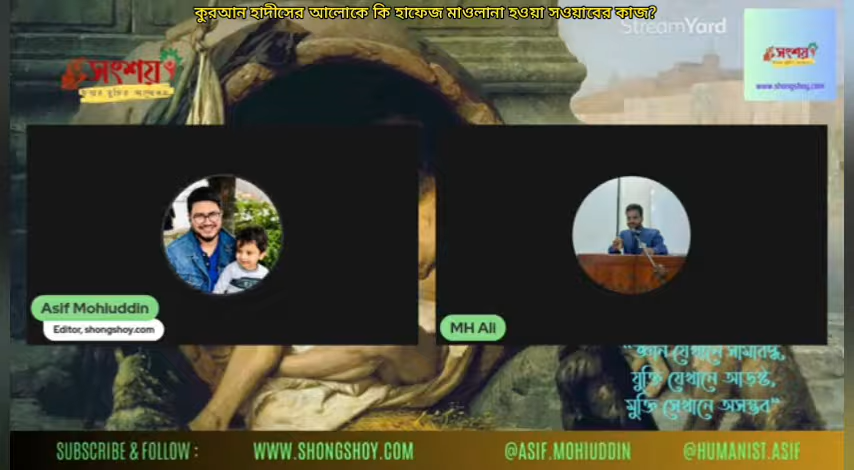 কুরআন হাদীসের আলোকে কি হাফেজ মাওলানা হওয়া সওয়াবের কাজ?
StreamYard
সংশয়
সংশয়
www.shongshoy.com
Asif Mohiuddin
Editor, shongshoy.com
MH Ali
"জ্ঞান যেখানে সীমাবদ্ধ,
বুদ্ধি যেখানে আড়ষ্ট,
মুক্তি সেখানে অসম্ভব"
SUBSCRIBE & FOLLOW : WWW.SHONGSHOY.COM @ASIF.MOHIUDDIN @HUMANIST.ASIF